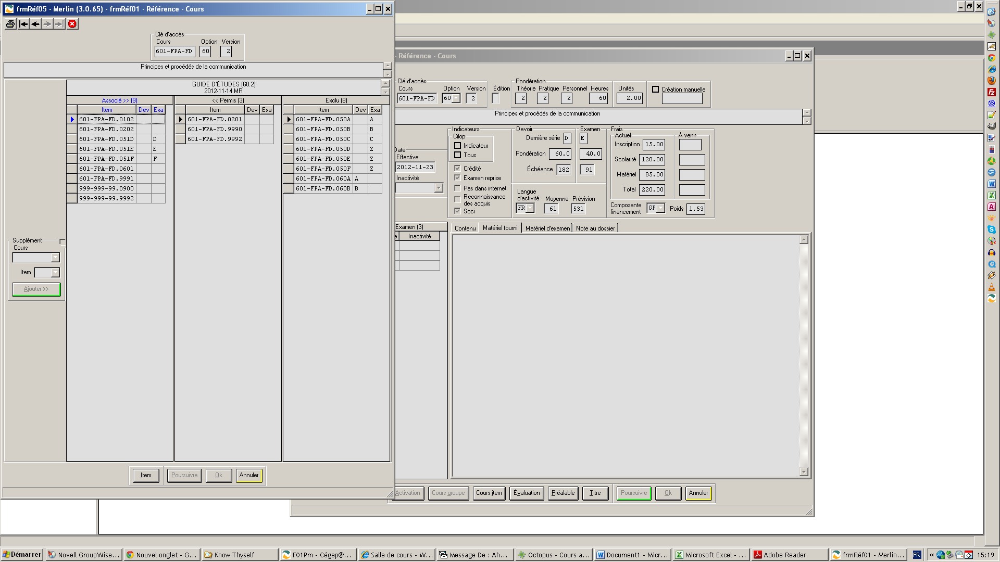 frmRéf05 - Merlin (3.0.65) - frmRéf01 - Référence - Cours
Clé d'accès
Cours Option Version
601-FPA-FD 60 2
Principes et procédés de la communication
GUIDE D'ÉTUDES (60.2)
2012-11-14 MR
Associé >> (9)
Item Dev Exa
601-FPA-FD.0102
601-FPA-FD.0202
601-FPA-FD.051D D
601-FPA-FD.051E E
601-FPA-FD.051F F
601-FPA-FD.0601
601-FPA-FD.9991
999-999-99.0900
999-999-99.9992
<< Permis (3)
Item Dev Exa
601-FPA-FD.0201
601-FPA-FD.9990
601-FPA-FD.9992
Exclu (8)
Item Dev Exa
601-FPA-FD.050A A
601-FPA-FD.050B B
601-FPA-FD.050C C
601-FPA-FD.050D Z
601-FPA-FD.050E Z
601-FPA-FD.050F Z
601-FPA-FD.060A A
601-FPA-FD.060B B
Supplément
Cours
Item
Ajouter >>
Item Poursuivre Ok Annuler
- Référence - Cours
Clé d'accès
Cours Option Version Édition
601-FPA-FD 60 2
Pondération
Théorie Pratique Personnel Heures Unités
2 2 2 60 2.00
Création manuelle
Principes et procédés de la communication
Date
Effective
2012-11-23
Inactivité
Indicateurs
Cilop
Indicateur
Tous
Crédité
Examen reprise
Pas dans internet
Reconnaissance
des acquis
Soci
Devoir Examen
Dernière série D E
Pondération 60.0 40.0
Échéance 182 91
Langue
d'activité Moyenne Prévision
FR 61 531
Frais
Actuel À venir
Inscription 15.00
Scolarité 120.00
Matériel 85.00
Total 220.00
Composante
financement GP Poids 1.53
Examen (3)
e Inactivité
Contenu Matériel fourni Matériel d'examen Note au dossier
Activation Cours groupe Cours item Évaluation Préalable Titre Poursuivre Ok Annuler
Démarrer Novell GroupWise... Nouvel onglet - G... Know Thyself F01Pm - Cégep@... Salle de cours - W... Message De : Ah... Octopus - Cours a... Document1 - Micr... Microsoft Excel - ... Adobe Reader frmRéf01 - Merlin... FR « 15:19